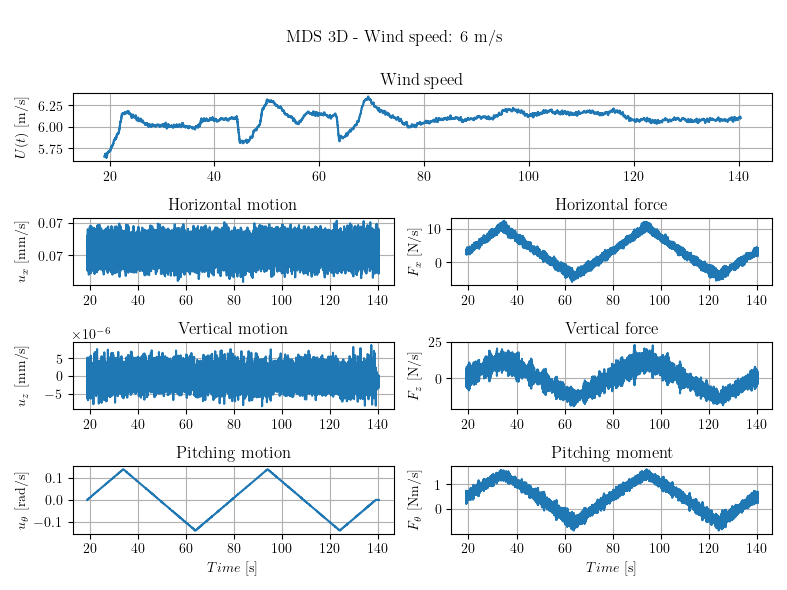 MDS 3D - Wind speed: 6 m/s
Wind speed
U(t) [m/s]
6.25
6.00
5.75
20 40 60 80 100 120 140
Horizontal motion
u_x [mm/s]
0.07
0.07
20 40 60 80 100 120 140
Horizontal force
F_x [N/s]
10
0
20 40 60 80 100 120 140
Vertical motion
×10⁻⁶
u_z [mm/s]
5
0
−5
20 40 60 80 100 120 140
Vertical force
F_z [N/s]
25
0
20 40 60 80 100 120 140
Pitching motion
u_θ [rad/s]
0.1
0.0
−0.1
20 40 60 80 100 120 140
Time [s]
Pitching moment
F_θ [Nm/s]
1
0
20 40 60 80 100 120 140
Time [s]